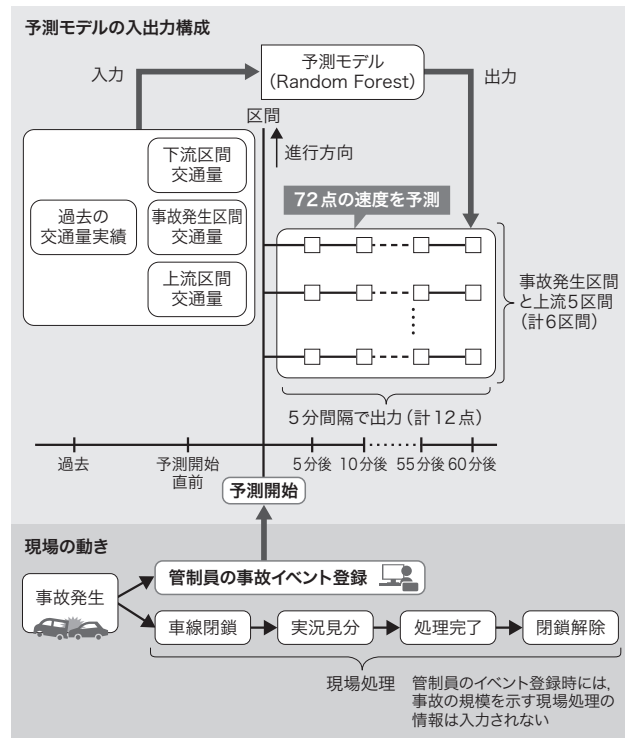 予測モデルの入出力構成
予測モデル
（Random Forest）
入力
出力
区間
進行方向
下流区間
交通量
過去の
交通量実績
事故発生区間
交通量
上流区間
交通量
72点の速度を予測
事故発生区間
と上流5区間
（計6区間）
5分間隔で出力（計12点）
過去
予測開始
直前
5分後
10分後
55分後
60分後
予測開始
現場の動き
事故発生
管制員の事故イベント登録
車線閉鎖
実況見分
処理完了
閉鎖解除
現場処理
管制員のイベント登録時には，
事故の規模を示す現場処理の
情報は入力されない